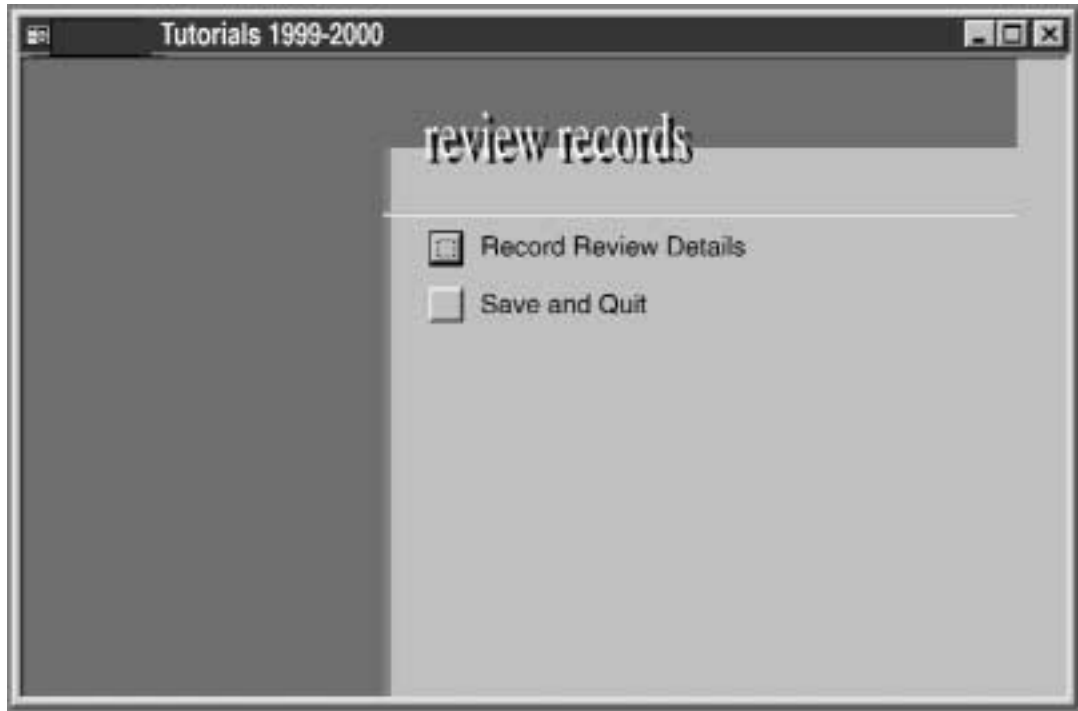 Tutorials 1999-2000
review records
Record Review Details
Save and Quit